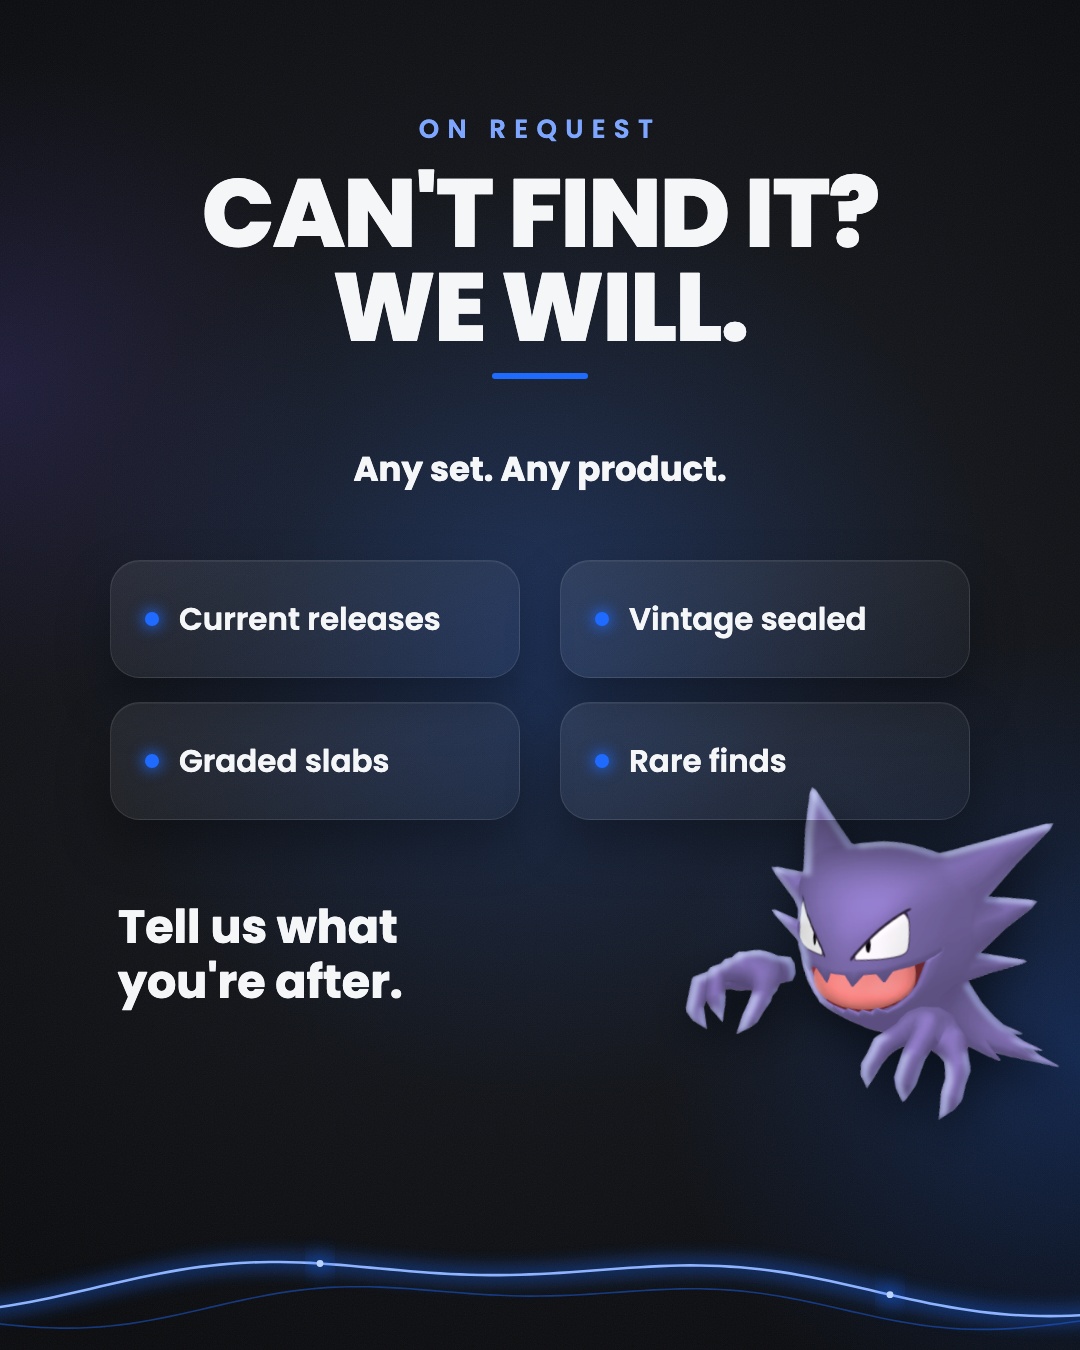 ON REQUEST
CAN'T FIND IT?
WE WILL.
Any set. Any product.
Current releases
Vintage sealed
Graded slabs
Rare finds
Tell us what
you're after.